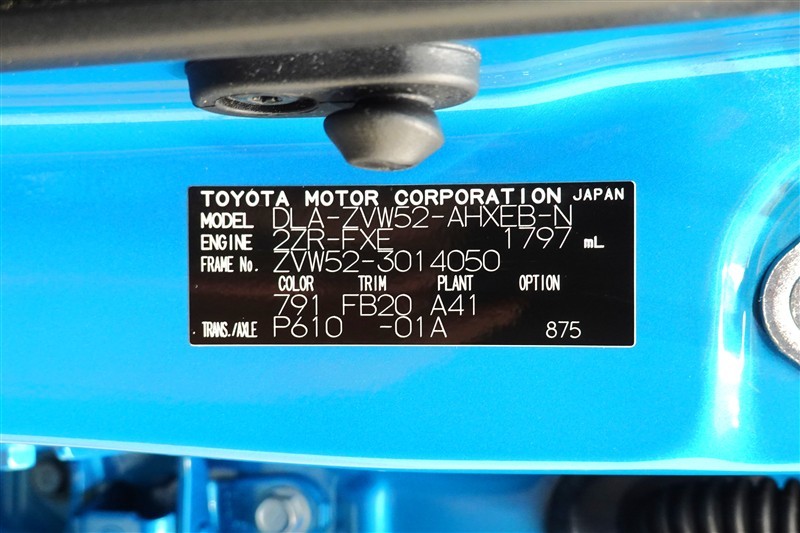 TOYOTA MOTOR CORPORATION JAPAN
MODEL DLA-ZVW52-AHXEB-N
ENGINE 2ZR-FXE 1797 mL
FRAME No. ZVW52-3014050
COLOR TRIM PLANT OPTION
791 FB20 A41
TRANS./AXLE P610 -01A 875